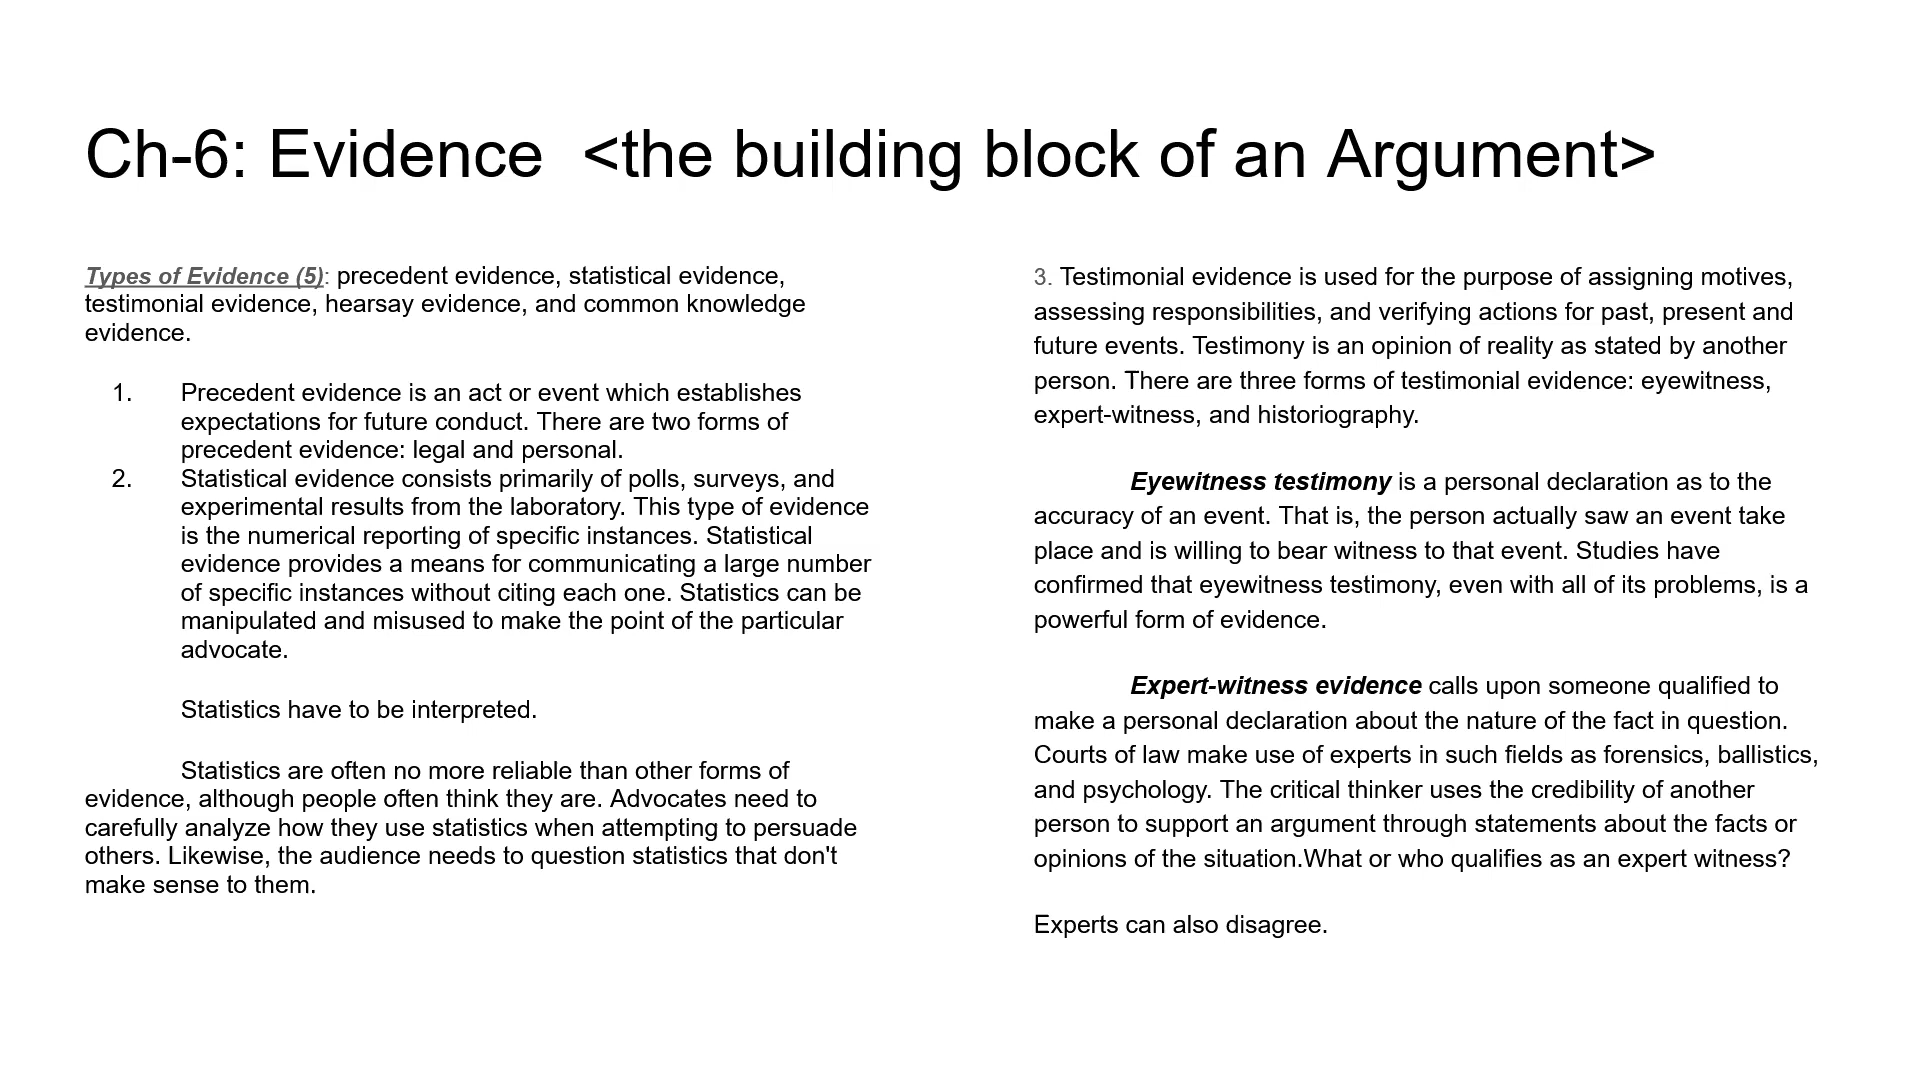 Ch-6: Evidence  <the building block of an Argument>
Types of Evidence (5): precedent evidence, statistical evidence,
testimonial evidence, hearsay evidence, and common knowledge
evidence.
1. Precedent evidence is an act or event which establishes
expectations for future conduct. There are two forms of
precedent evidence: legal and personal.
2. Statistical evidence consists primarily of polls, surveys, and
experimental results from the laboratory. This type of evidence
is the numerical reporting of specific instances. Statistical
evidence provides a means for communicating a large number
of specific instances without citing each one. Statistics can be
manipulated and misused to make the point of the particular
advocate.
Statistics have to be interpreted.
Statistics are often no more reliable than other forms of
evidence, although people often think they are. Advocates need to
carefully analyze how they use statistics when attempting to persuade
others. Likewise, the audience needs to question statistics that don't
make sense to them.
3. Testimonial evidence is used for the purpose of assigning motives,
assessing responsibilities, and verifying actions for past, present and
future events. Testimony is an opinion of reality as stated by another
person. There are three forms of testimonial evidence: eyewitness,
expert-witness, and historiography.
Eyewitness testimony is a personal declaration as to the
accuracy of an event. That is, the person actually saw an event take
place and is willing to bear witness to that event. Studies have
confirmed that eyewitness testimony, even with all of its problems, is a
powerful form of evidence.
Expert-witness evidence calls upon someone qualified to
make a personal declaration about the nature of the fact in question.
Courts of law make use of experts in such fields as forensics, ballistics,
and psychology. The critical thinker uses the credibility of another
person to support an argument through statements about the facts or
opinions of the situation.What or who qualifies as an expert witness?
Experts can also disagree.